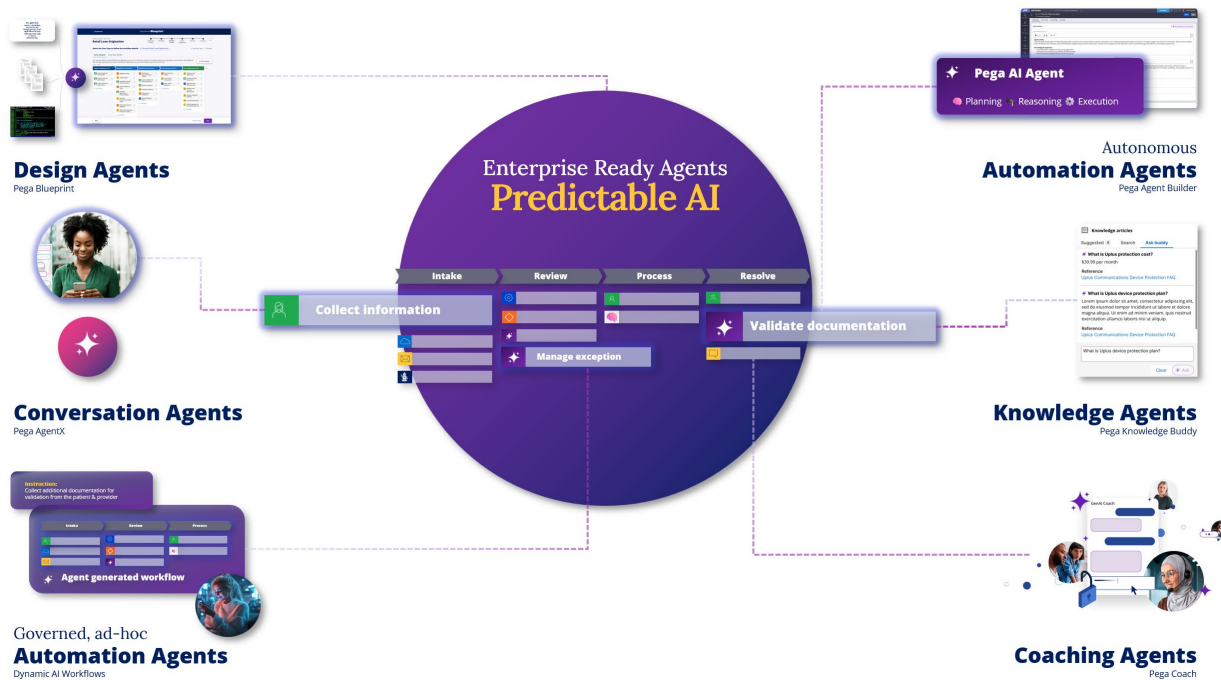 Blueprint
Retail Loan Origination
Design Agents
Pega Blueprint
Conversation Agents
Pega AgentX
Instruction:
Collect additional documentation for
validation from the patient & provider
Intake
Review
Process
Agent generated workflow
Governed, ad-hoc
Automation Agents
Dynamic AI Workflows
Enterprise Ready Agents
Predictable AI
Intake
Review
Process
Resolve
Collect information
Manage exception
Validate documentation
Pega AI Agent
Planning Reasoning Execution
Autonomous
Automation Agents
Pega Agent Builder
Knowledge articles
Suggested 4 Search Ask buddy
What is Uplus protection cost?
$39.99 per month
Reference
Uplus Communications Device Protection FAQ
What is Uplus device protection plan?
Lorem ipsum dolor sit amet, consectetur adipiscing elit,
sed do eiusmod tempor incididunt ut labore et dolore
magna aliqua. Ut enim ad minim veniam, quis nostrud
exercitation ullamco laboris nisi ut aliquip.
Reference
Uplus Communications Device Protection FAQ
What is Uplus device protection plan?
Clear Ask
Knowledge Agents
Pega Knowledge Buddy
GenAI Coach
Coaching Agents
Pega Coach